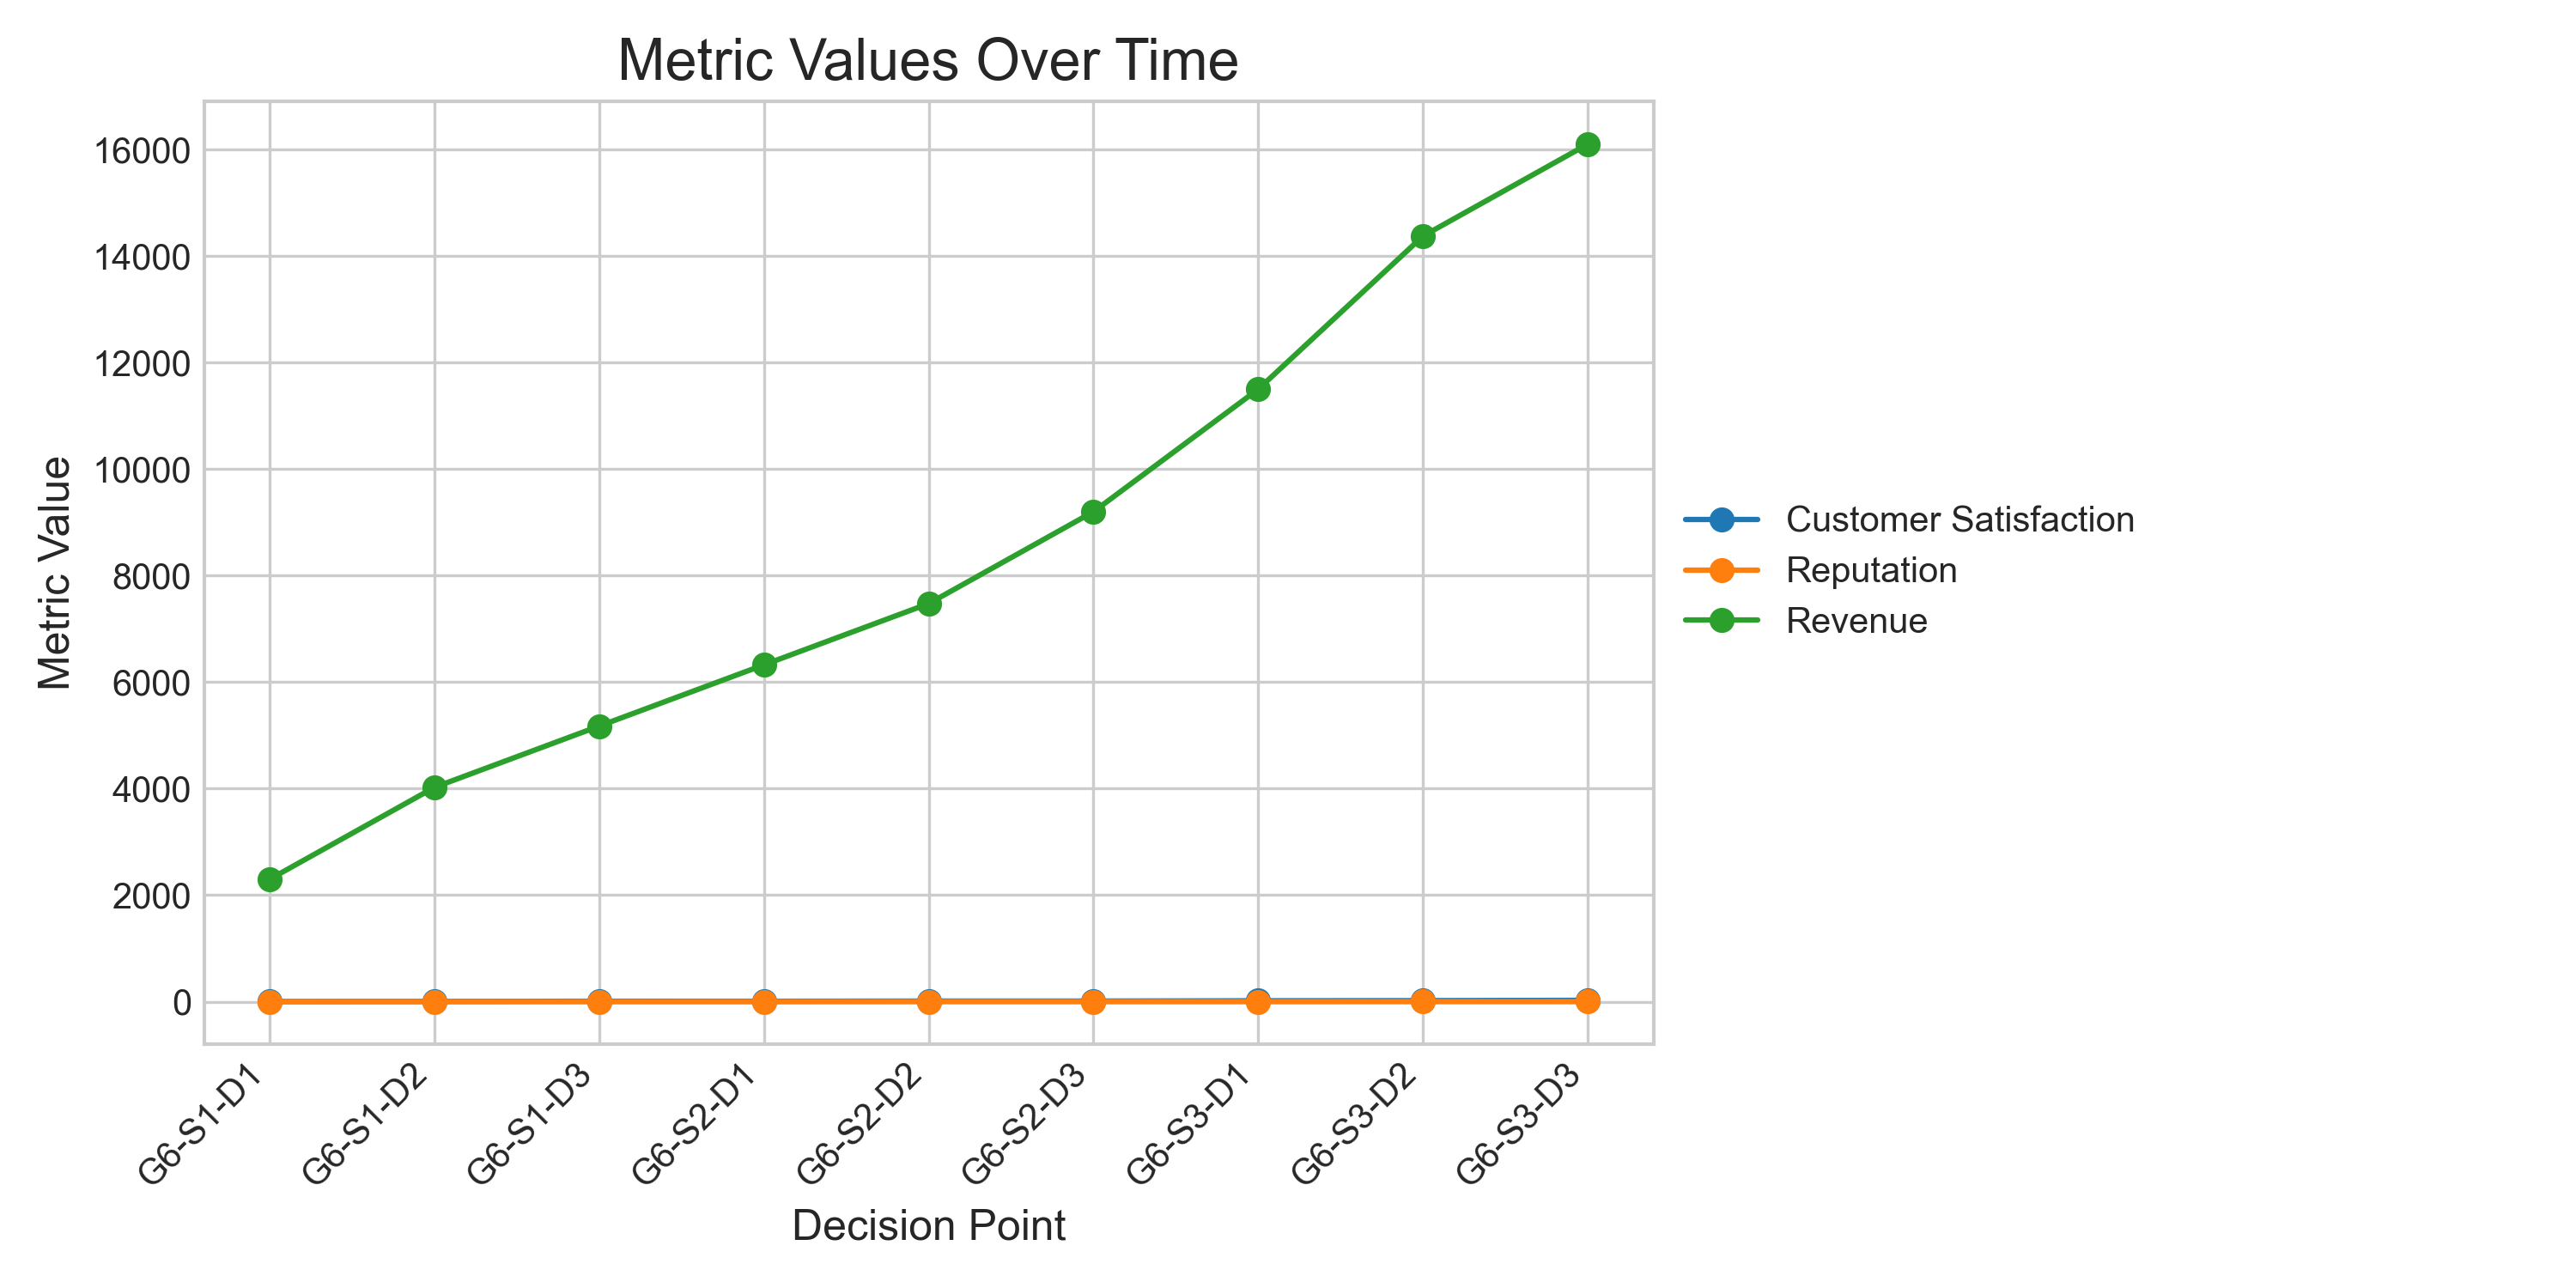 Metric Values Over Time
Metric Value
16000
14000
12000
10000
8000
6000
4000
2000
0
G6-S1-D1
G6-S1-D2
G6-S1-D3
G6-S2-D1
G6-S2-D2
G6-S2-D3
G6-S3-D1
G6-S3-D2
G6-S3-D3
Decision Point
Customer Satisfaction
Reputation
Revenue